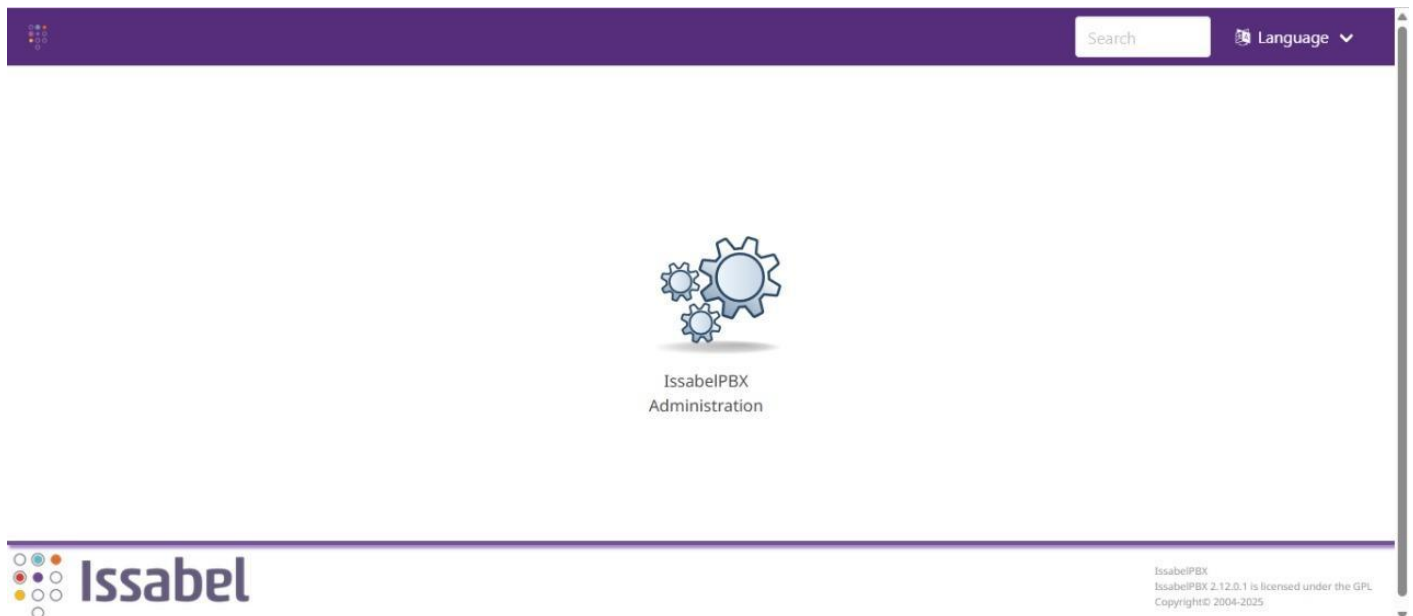 Search
Language
IssabelPBX
Administration
Issabel
IssabelPBX
IssabelPBX 2.12.0.1 is licensed under the GPL
Copyright© 2004-2025